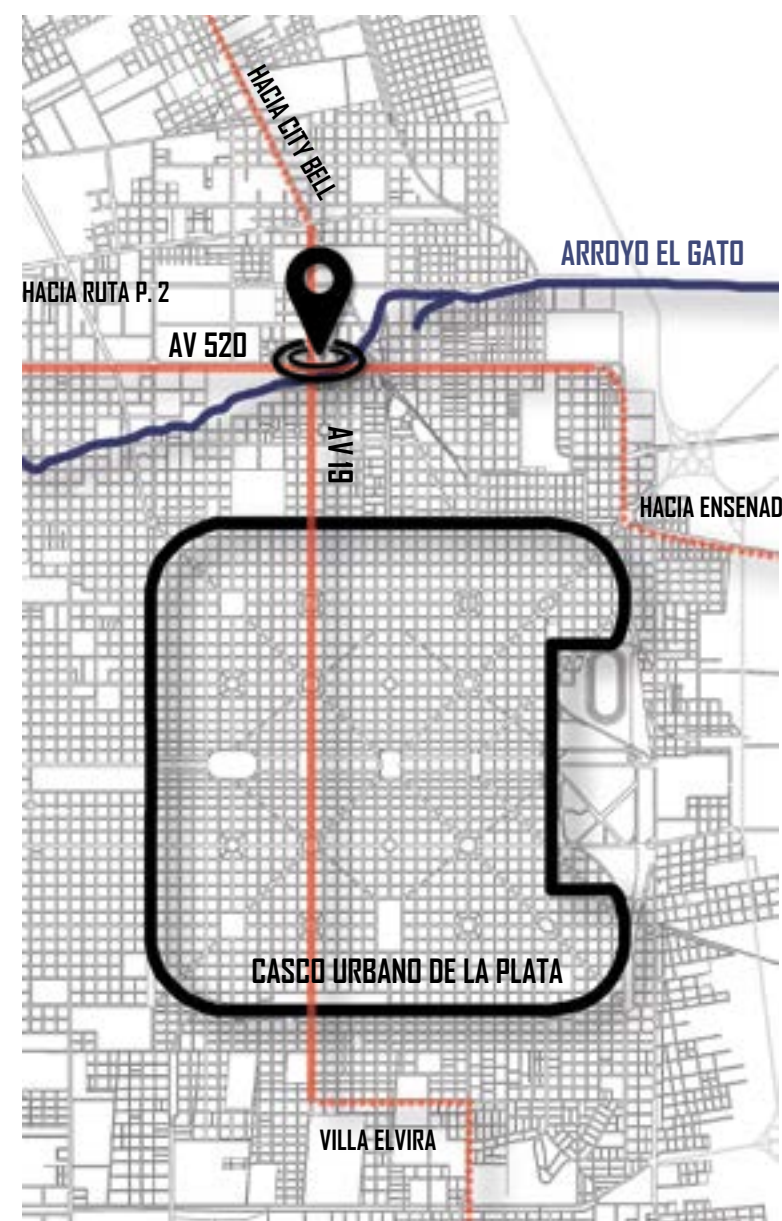 HACIA CITY BELL
ARROYO EL GATO
HACIA RUTA P. 2
AV 520
AV 19
HACIA ENSENAD
CASCO URBANO DE LA PLATA
VILLA ELVIRA